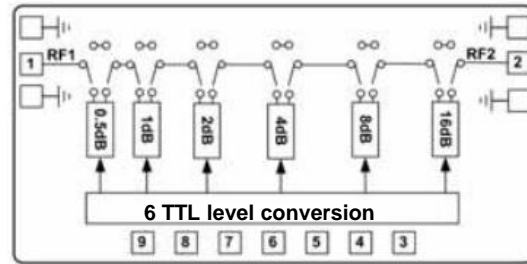 1 RF1 RF2 2
0.5dB 1dB 2dB 4dB 8dB 16dB
6 TTL level conversion
9 8 7 6 5 4 3